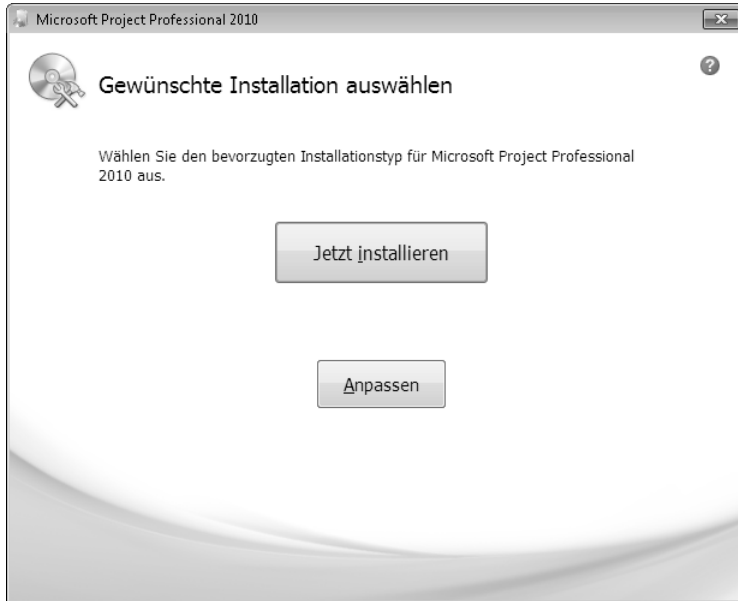 Microsoft Project Professional 2010
Gewünschte Installation auswählen
Wählen Sie den bevorzugten Installationstyp für Microsoft Project Professional
2010 aus.
Jetzt installieren
Anpassen